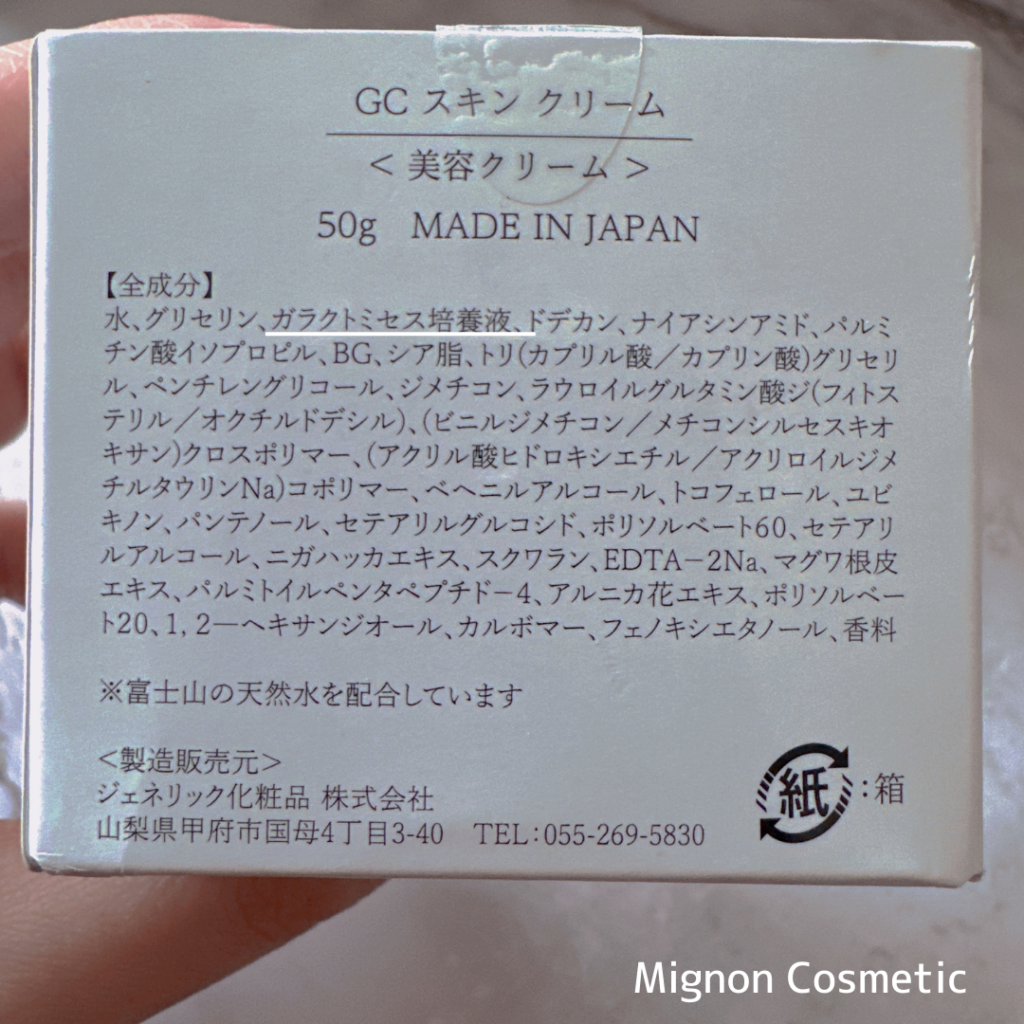 GC スキン クリーム
< 美容クリーム >
50g MADE IN JAPAN
【全成分】
水、グリセリン、ガラクトミセス培養液、ドデカン、ナイアシンアミド、パルミ
チン酸イソプロピル、BG、シア脂、トリ(カプリル酸/カプリン酸)グリセリ
ル、ペンチレングリコール、ジメチコン、ラウロイルグルタミン酸ジ(フィトス
テリル/オクチルドデシル)、(ビニルジメチコン/メチコンシルセスキオ
キサン)クロスポリマー、(アクリル酸ヒドロキシエチル/アクリロイルジメ
チルタウリンNa)コポリマー、ベヘニルアルコール、トコフェロール、ユビ
キノン、パンテノール、セテアリルグルコシド、ポリソルベート60、セテアリ
ルアルコール、ニガハッカエキス、スクワラン、EDTA-2Na、マグワ根皮
エキス、パルミトイルペンタペプチド-4、アルニカ花エキス、ポリソルベー
ト20、1,2―ヘキサンジオール、カルボマー、フェノキシエタノール、香料
※富士山の天然水を配合しています
<製造販売元>
ジェネリック化粧品 株式会社
山梨県甲府市国母4丁目3-40 TEL:055-269-5830
紙:箱
Mignon Cosmetic